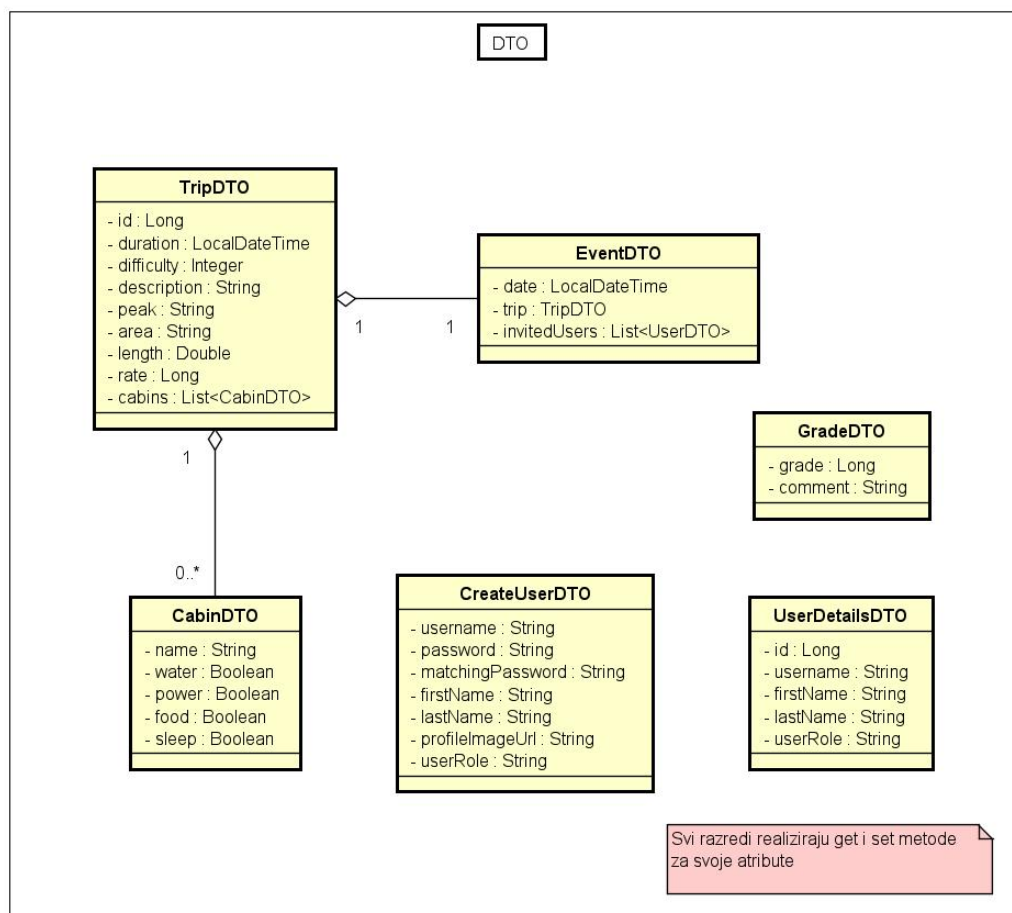 DTO
TripDTO
- id : Long
- duration : LocalDateTime
- difficulty : Integer
- description : String
- peak : String
- area : String
- length : Double
- rate : Long
- cabins : List<CabinDTO>
EventDTO
- date : LocalDateTime
- trip : TripDTO
- invitedUsers : List<UserDTO>
1
1
1
0..*
GradeDTO
- grade : Long
- comment : String
CabinDTO
- name : String
- water : Boolean
- power : Boolean
- food : Boolean
- sleep : Boolean
CreateUserDTO
- username : String
- password : String
- matchingPassword : String
- firstName : String
- lastName : String
- profileImageUrl : String
- userRole : String
UserDetailsDTO
- id : Long
- username : String
- firstName : String
- lastName : String
- userRole : String
Svi razredi realiziraju get i set metode
za svoje atribute